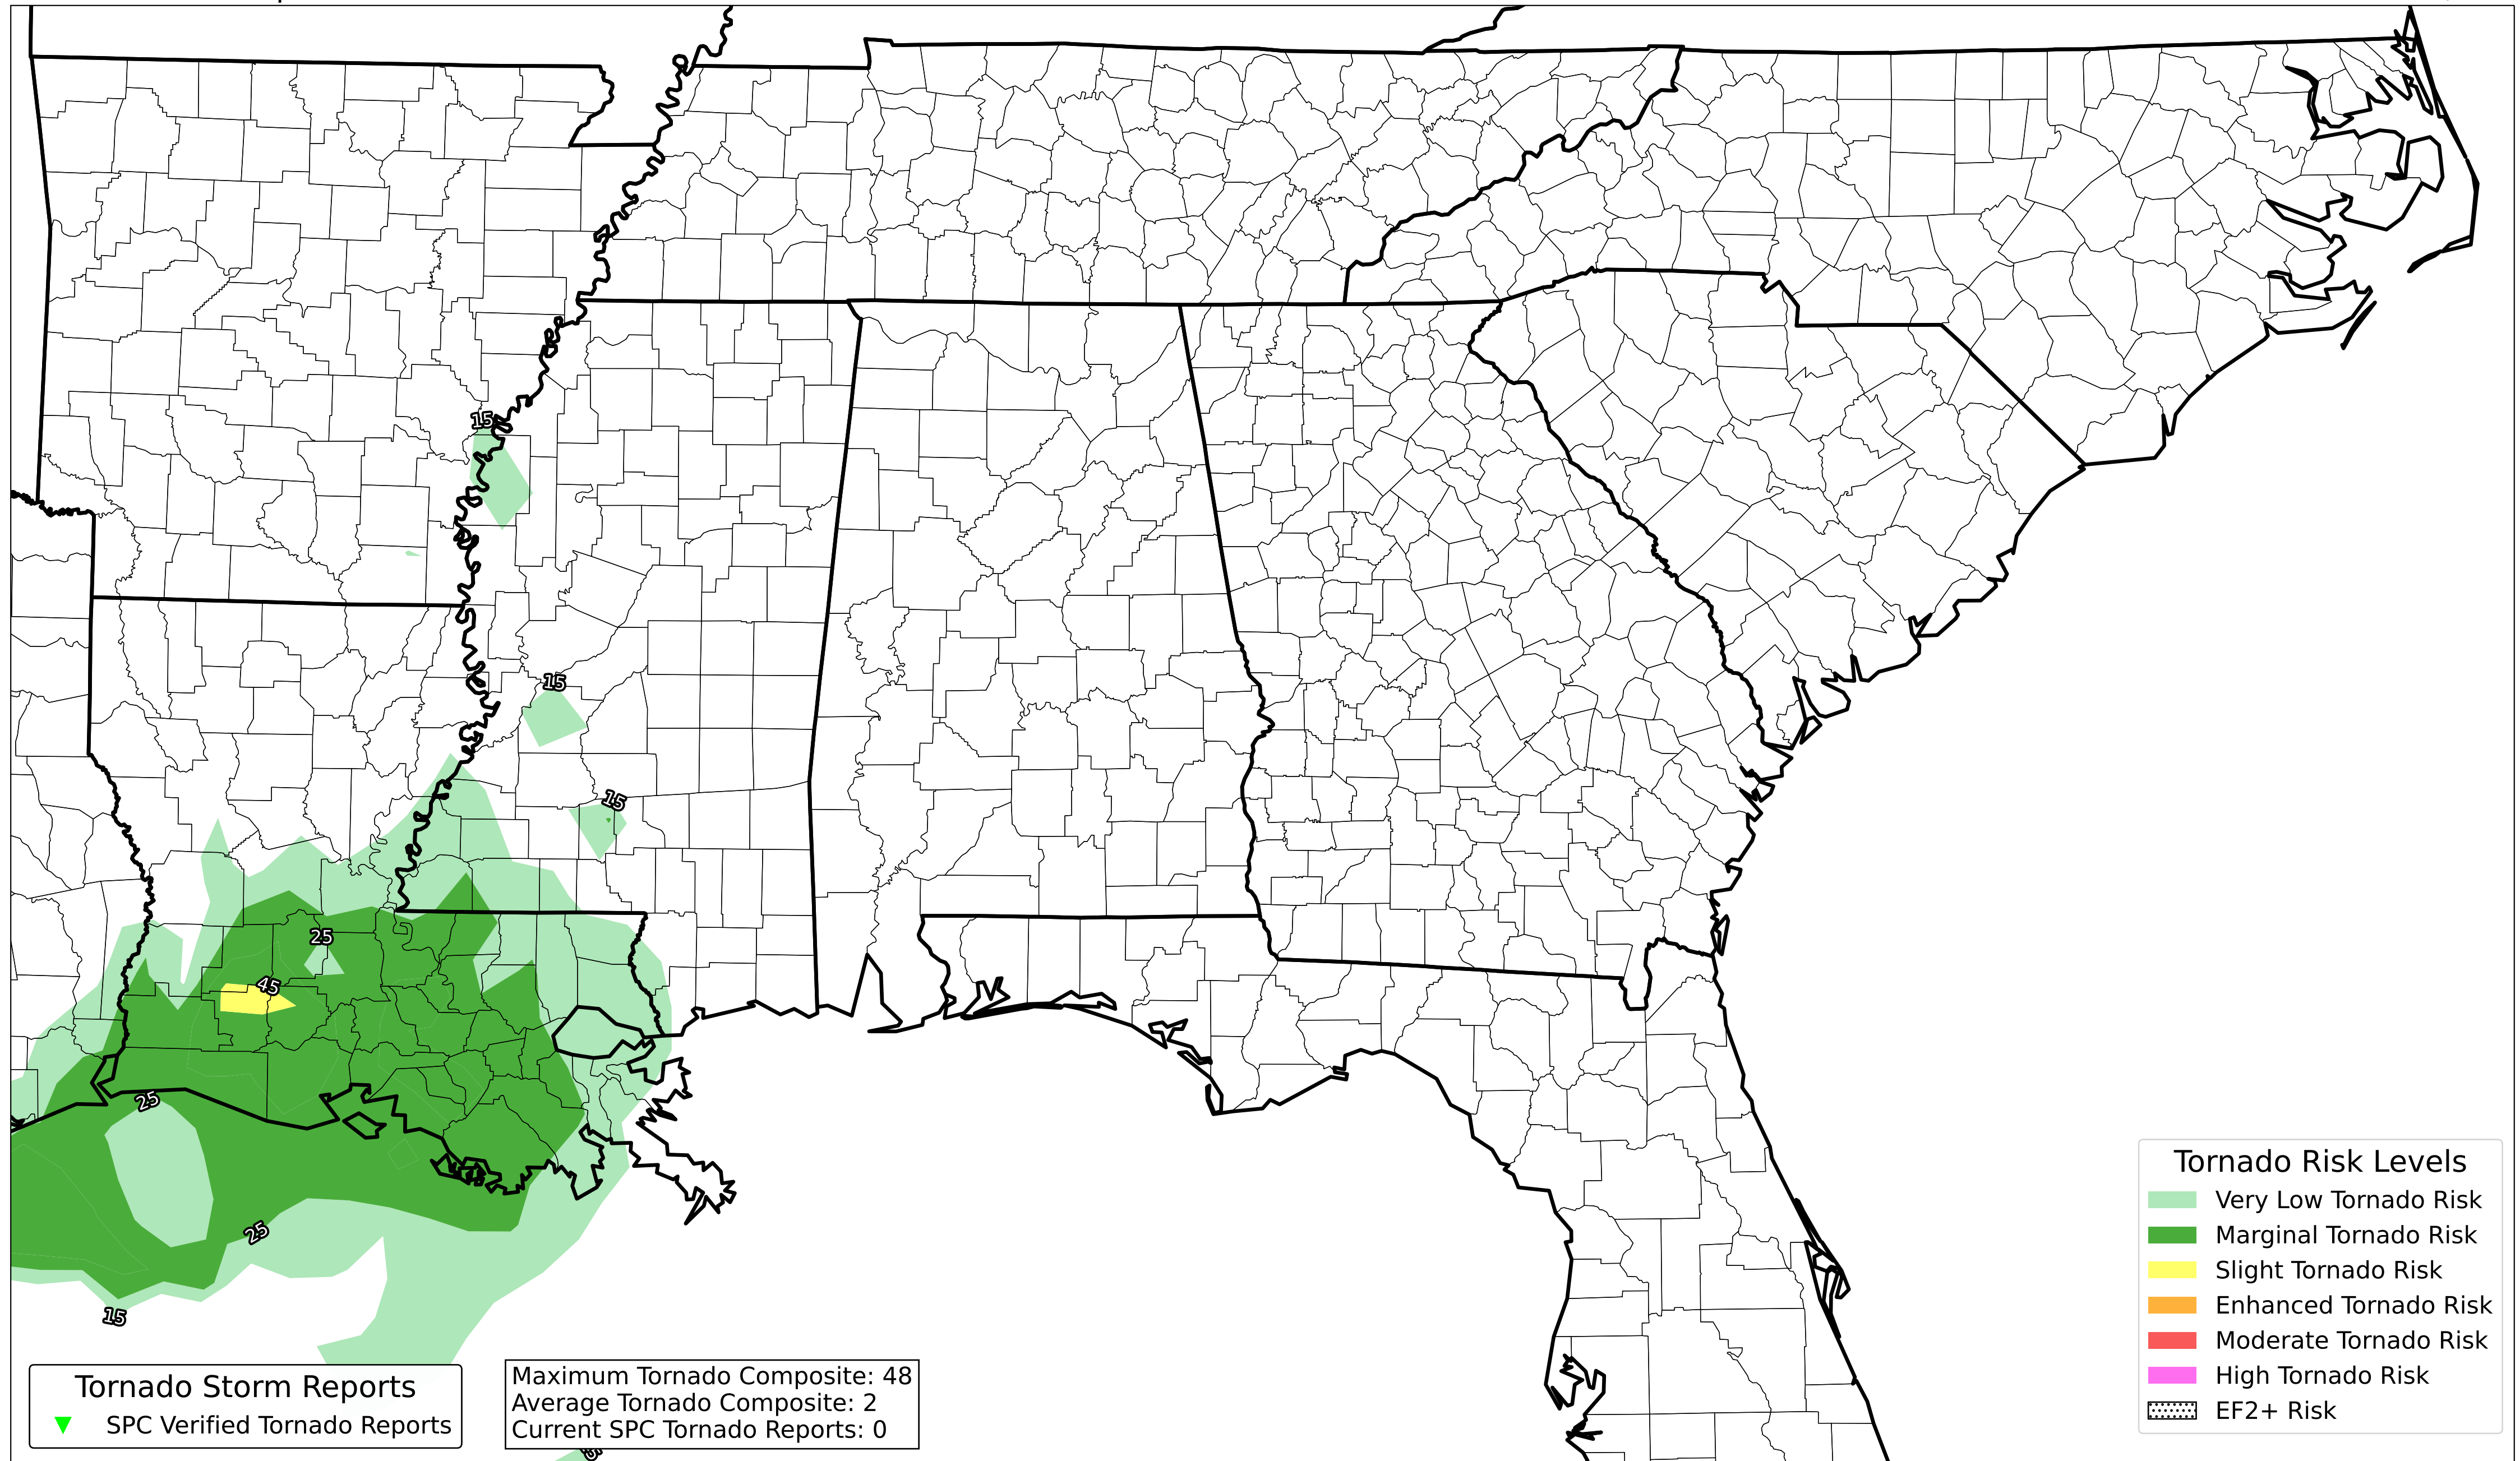 15
15
15
25
45
25
25
15
Tornado Risk Levels
Very Low Tornado Risk
Marginal Tornado Risk
Slight Tornado Risk
Enhanced Tornado Risk
Moderate Tornado Risk
High Tornado Risk
EF2+ Risk
Tornado Storm Reports
SPC Verified Tornado Reports
Maximum Tornado Composite: 48
Average Tornado Composite: 2
Current SPC Tornado Reports: 0